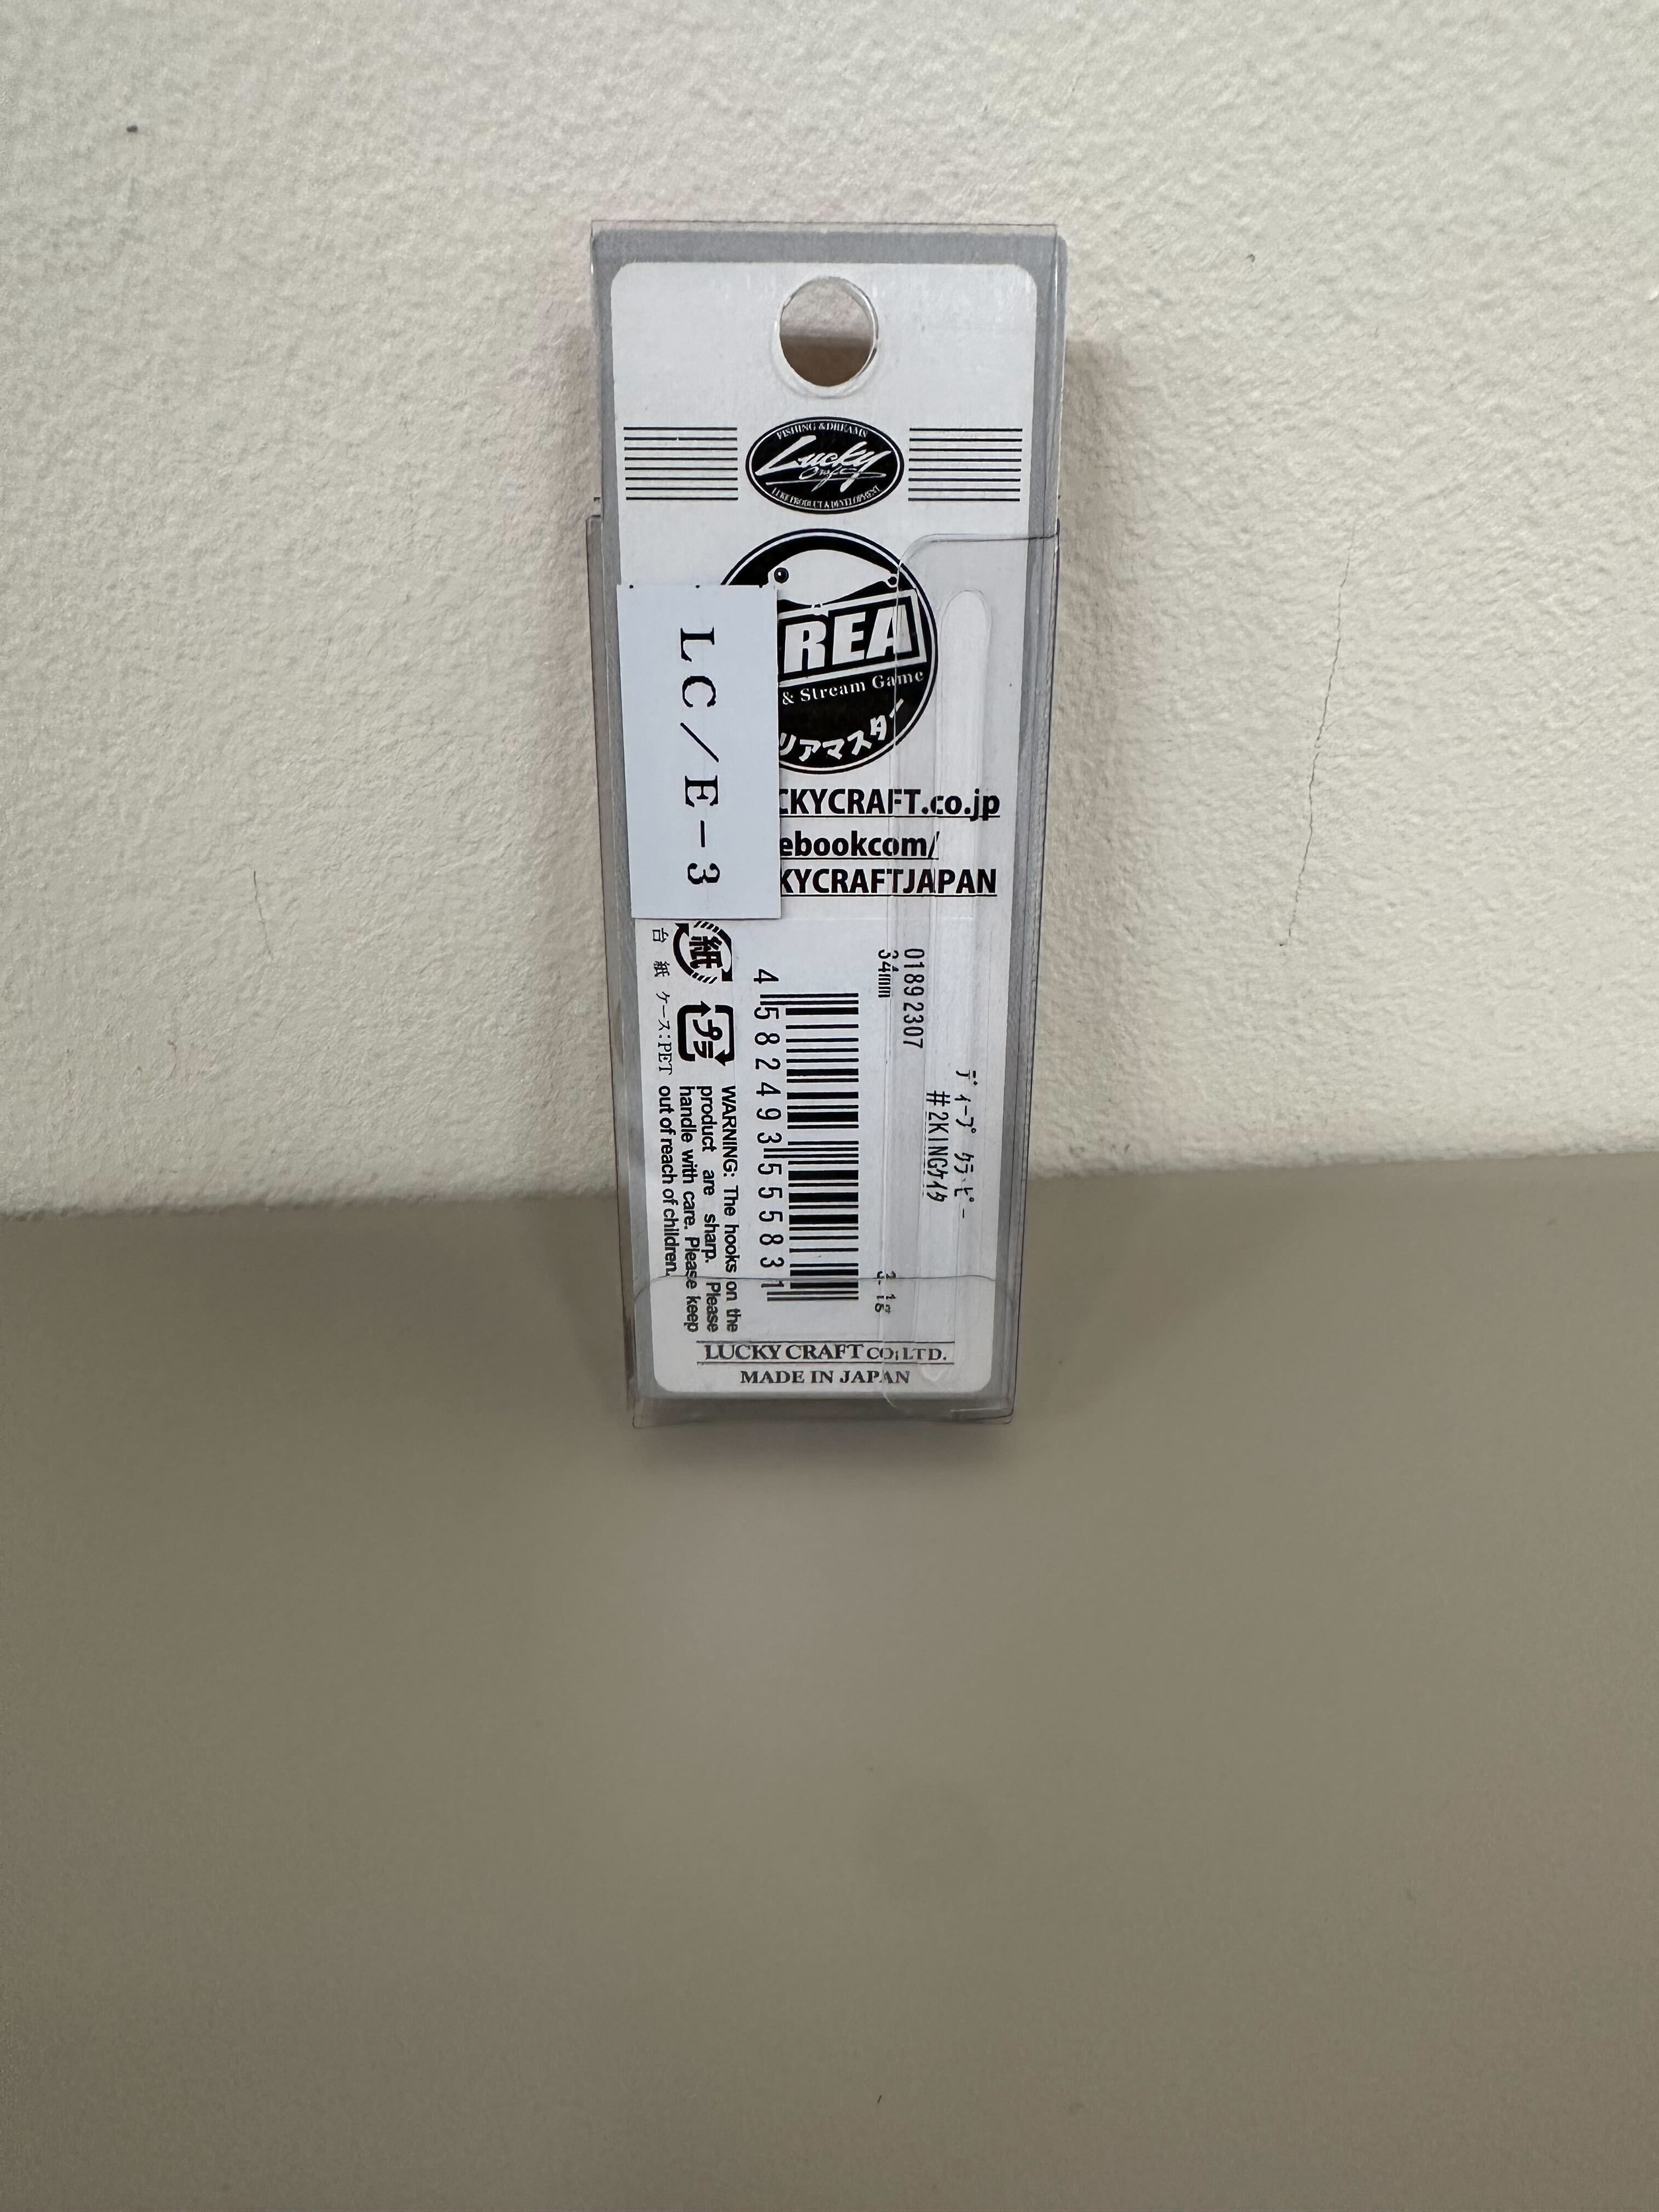 FISHING & DREAMS
Lucky
Craft
LURE PRODUCT & DEVELOPMENT
REA
& Stream Game
リアマスター
LC/E-3
CKYCRAFT.co.jp
ebookcom/
KYCRAFTJAPAN
ディープ クラピー
#2KINGケイタ
01892307
34mm
4 582493 555831
紙
プラ
台紙 ケース:PET
WARNING: The hooks on the
product are sharp. Please
handle with care. Please keep
out of reach of children.
LUCKY CRAFT CO.,LTD.
MADE IN JAPAN